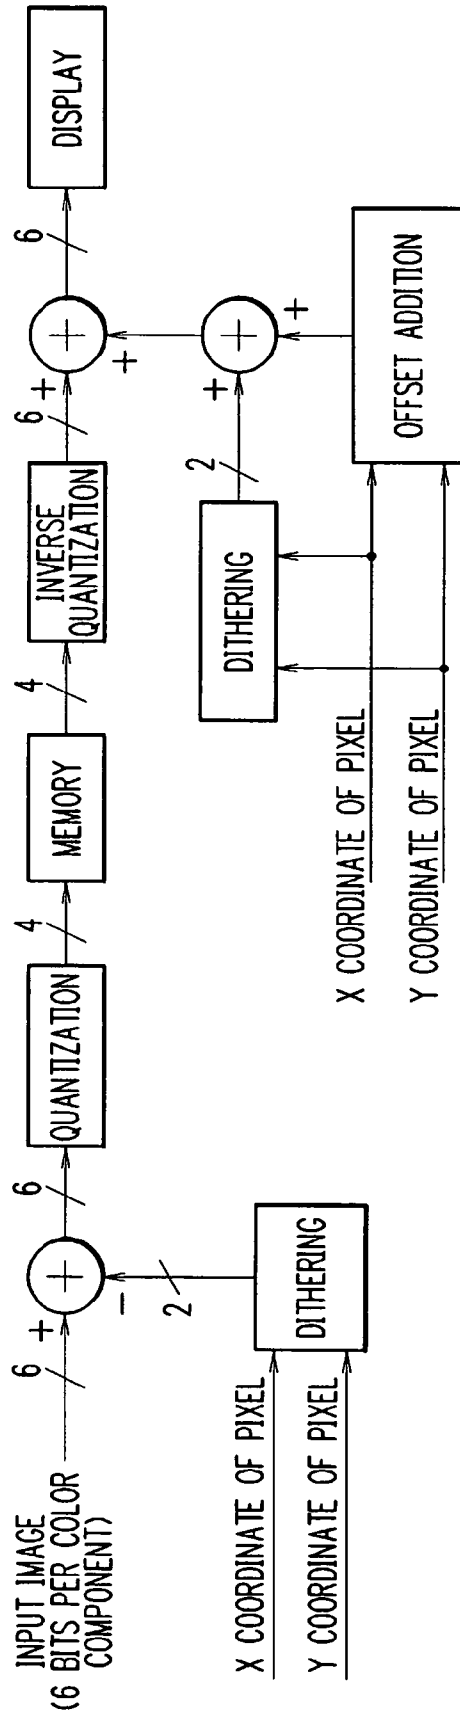 INPUT IMAGE
(6 BITS PER COLOR
COMPONENT)
6
+
−
2
6
QUANTIZATION
4
MEMORY
4
INVERSE
QUANTIZATION
6
+
+
6
DISPLAY
X COORDINATE OF PIXEL
Y COORDINATE OF PIXEL
DITHERING
X COORDINATE OF PIXEL
Y COORDINATE OF PIXEL
DITHERING
2
+
+
OFFSET ADDITION